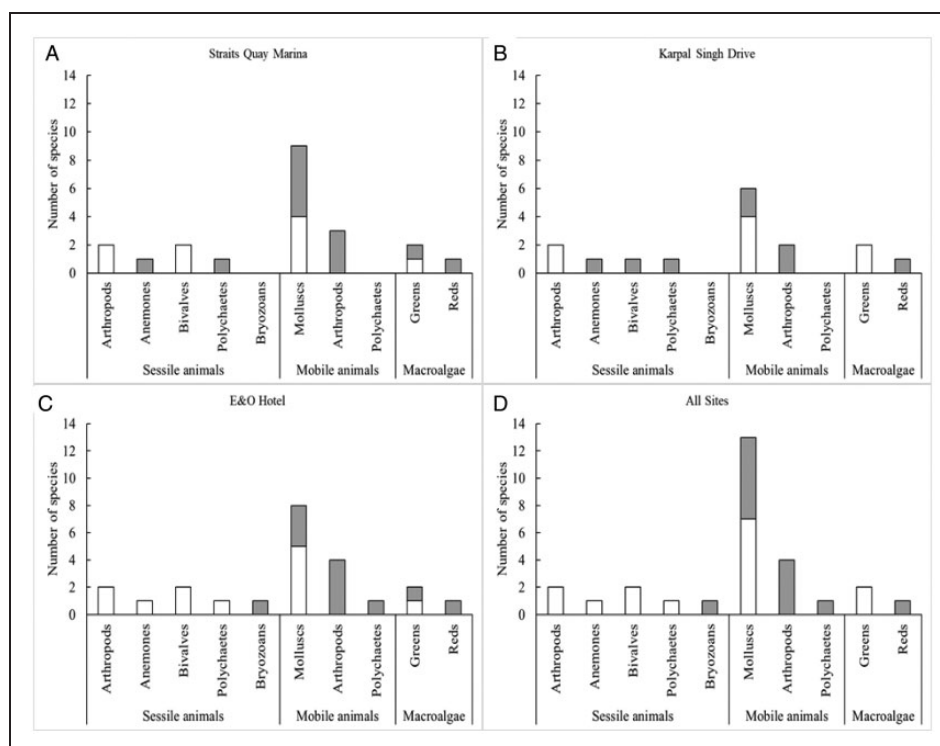 A
Straits Quay Marina
Number of species
14
12
10
8
6
4
2
0
Arthropods
Anemones
Bivalves
Polychaetes
Bryozoans
Molluscs
Arthropods
Polychaetes
Greens
Reds
Sessile animals
Mobile animals
Macroalgae
B
Karpal Singh Drive
Number of species
14
12
10
8
6
4
2
0
Arthropods
Anemones
Bivalves
Polychaetes
Bryozoans
Molluscs
Arthropods
Polychaetes
Greens
Reds
Sessile animals
Mobile animals
Macroalgae
C
E&O Hotel
Number of species
14
12
10
8
6
4
2
0
Arthropods
Anemones
Bivalves
Polychaetes
Bryozoans
Molluscs
Arthropods
Polychaetes
Greens
Reds
Sessile animals
Mobile animals
Macroalgae
D
All Sites
Number of species
14
12
10
8
6
4
2
0
Arthropods
Anemones
Bivalves
Polychaetes
Bryozoans
Molluscs
Arthropods
Polychaetes
Greens
Reds
Sessile animals
Mobile animals
Macroalgae